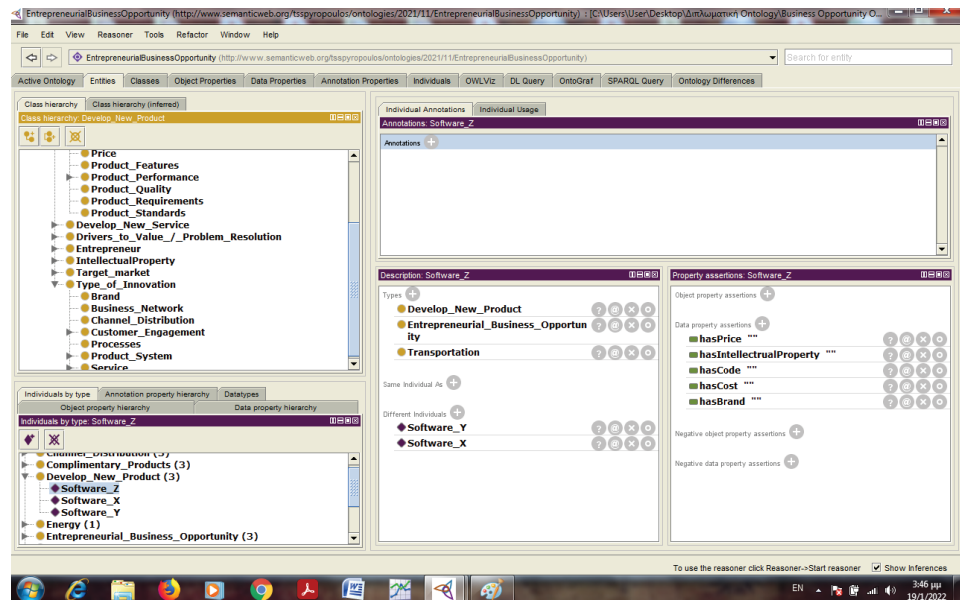 EntrepreneurialBusinessOpportunity (http://www.semanticweb.org/tsspyropoulos/ontologies/2021/11/EntrepreneurialBusinessOpportunity) : [C:\Users\User\Desktop\Διπλωματική Ontology\Business Opportunity O...
File Edit View Reasoner Tools Refactor Window Help
EntrepreneurialBusinessOpportunity (http://www.semanticweb.org/tsspyropoulos/ontologies/2021/11/EntrepreneurialBusinessOpportunity)
Search for entity
Active Ontology Entities Classes Object Properties Data Properties Annotation Properties Individuals OWLViz DL Query OntoGraf SPARQL Query Ontology Differences
Class hierarchy Class hierarchy (inferred)
Class hierarchy: Develop_New_Product
Price
Product_Features
Product_Performance
Product_Quality
Product_Requirements
Product_Standards
Develop_New_Service
Drivers_to_Value_/_Problem_Resolution
Entrepreneur
IntellectualProperty
Target_market
Type_of_Innovation
Brand
Business_Network
Channel_Distribution
Customer_Engagement
Processes
Product_System
Service
Individuals by type Annotation property hierarchy Datatypes
Object property hierarchy Data property hierarchy
Individuals by type: Software_Z
Channel_Distribution (3)
Complimentary_Products (3)
Develop_New_Product (3)
Software_Z
Software_X
Software_Y
Energy (1)
Entrepreneurial_Business_Opportunity (3)
Individual Annotations Individual Usage
Annotations: Software_Z
Annotations
Description: Software_Z
Types
Develop_New_Product
Entrepreneurial_Business_Opportun
ity
Transportation
Same Individual As
Different Individuals
Software_Y
Software_X
Property assertions: Software_Z
Object property assertions
Data property assertions
hasPrice ""
hasIntellectrualProperty ""
hasCode ""
hasCost ""
hasBrand ""
Negative object property assertions
Negative data property assertions
To use the reasoner click Reasoner->Start reasoner Show Inferences
EN 3:46 μμ
19/1/2022